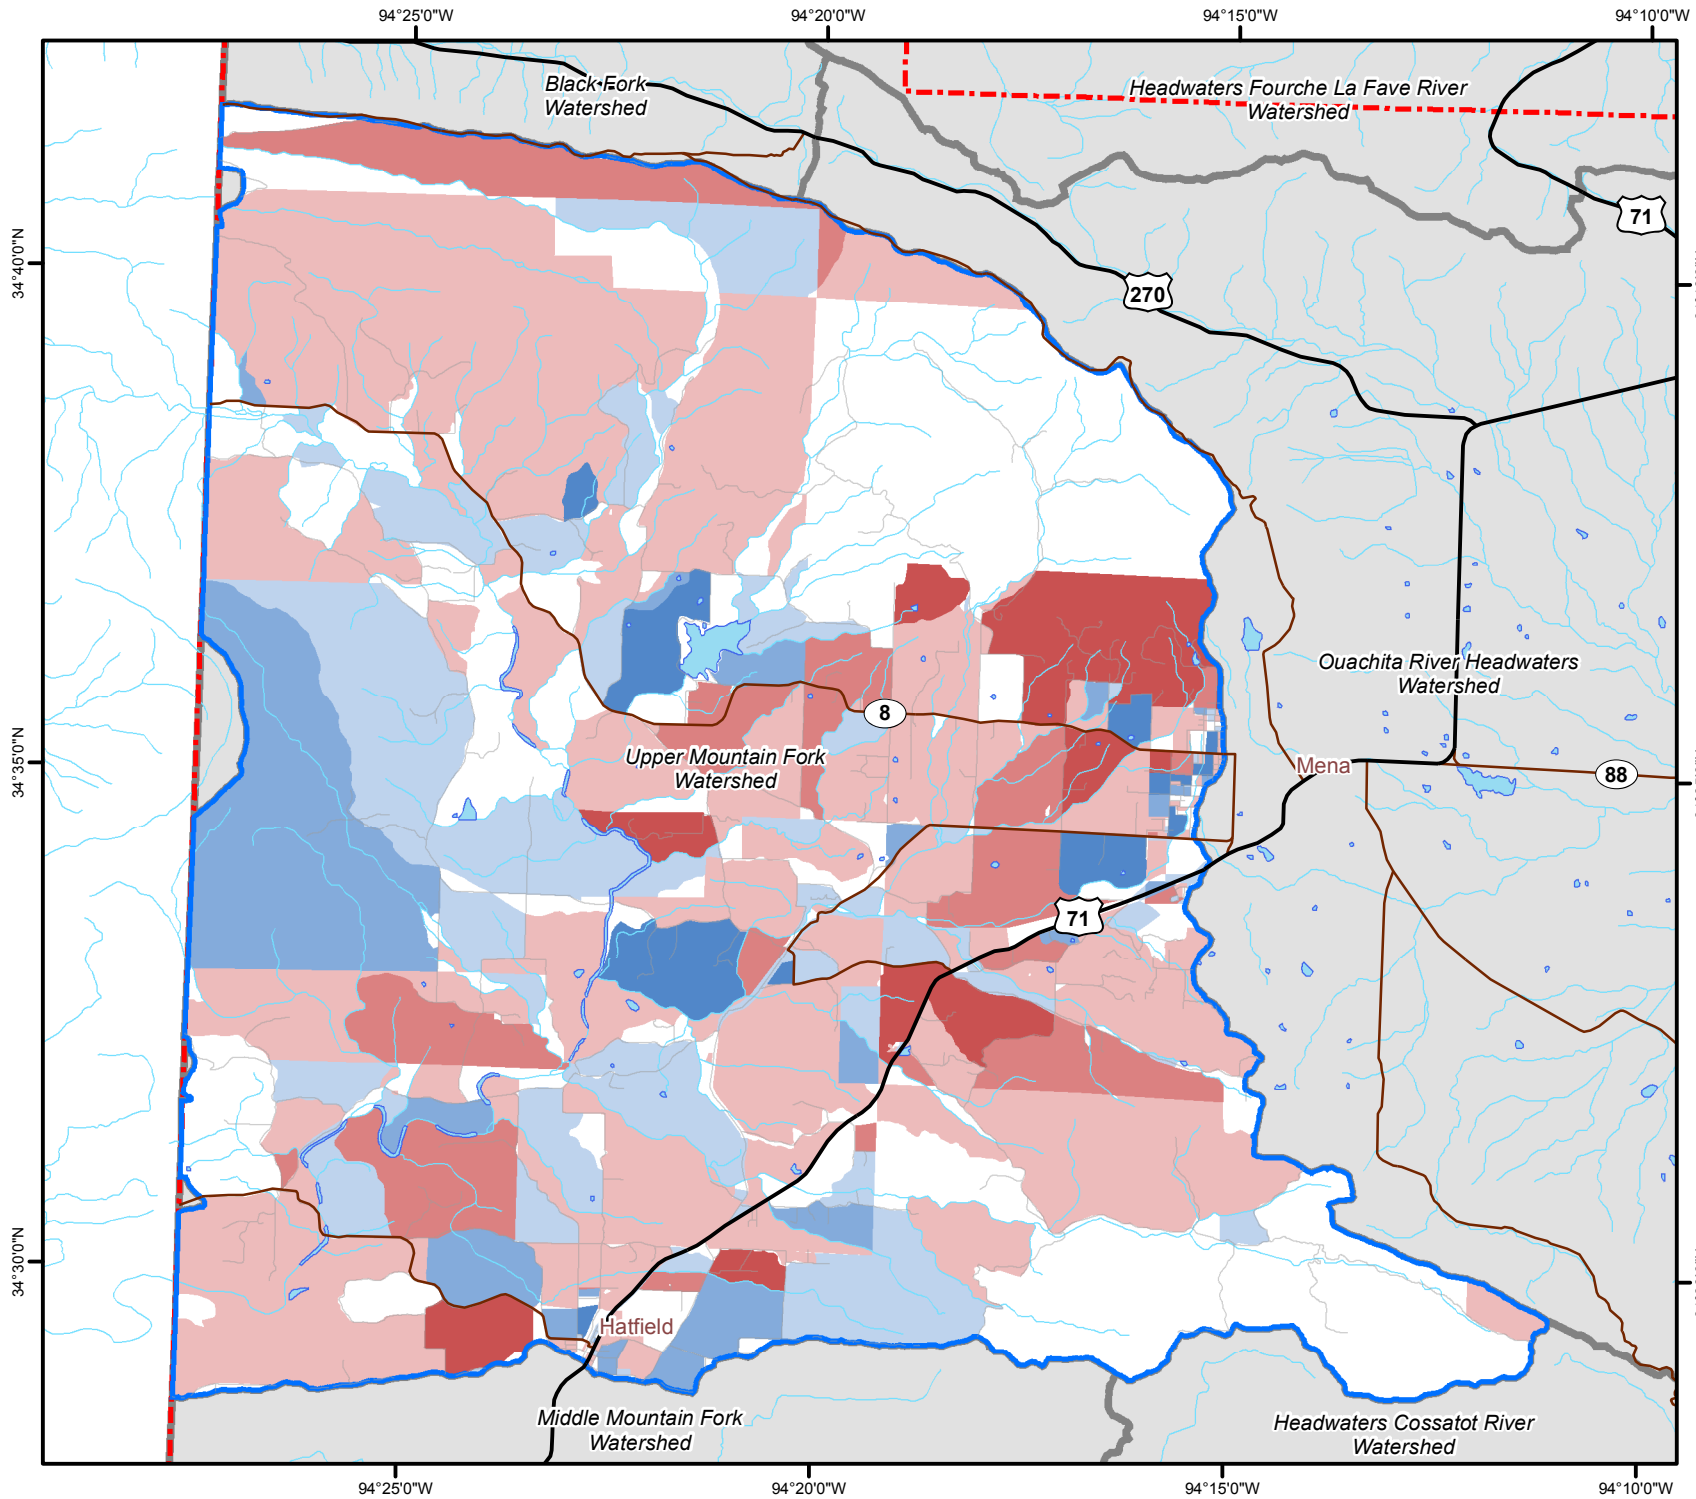 94°25'0"W
94°20'0"W
94°15'0"W
94°10'0"W
Black Fork
Watershed
Headwaters Fourche La Fave River
Watershed
71
34°40'0"N
270
Ouachita River Headwaters
Watershed
8
Upper Mountain Fork
Watershed
34°35'0"N
Mena
88
71
34°30'0"N
Hatfield
Middle Mountain Fork
Watershed
Headwaters Cossatot River
Watershed
94°25'0"W
94°20'0"W
94°15'0"W
94°10'0"W